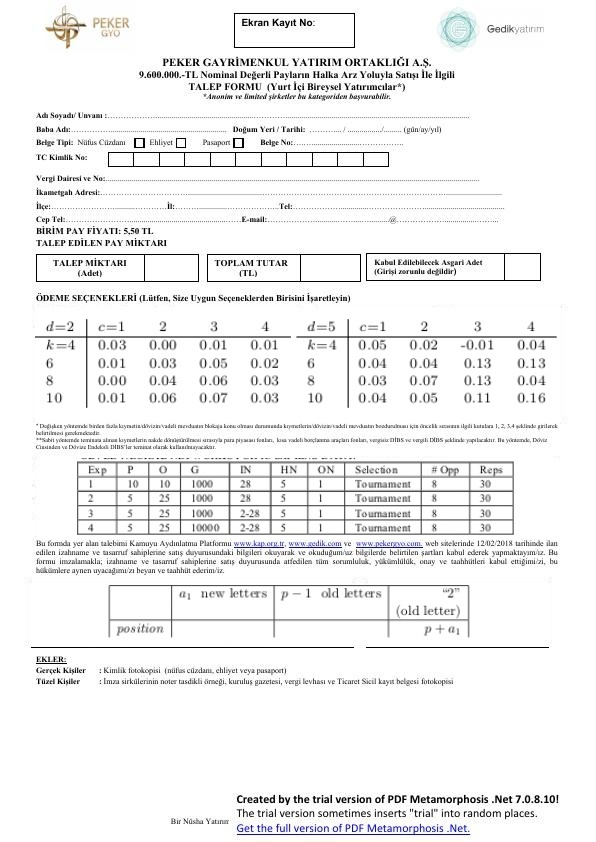 PEKER
GYO
Ekran Kayıt No:
Gedikyatırım
PEKER GAYRİMENKUL YATIRIM ORTAKLIĞI A.Ş.
9.600.000.-TL Nominal Değerli Payların Halka Arz Yoluyla Satışı İle İlgili
TALEP FORMU (Yurt İçi Bireysel Yatırımcılar*)
*Anonim ve limited şirketler bu kategoriden başvurabilir.
Adı Soyadı/ Unvanı :
Baba Adı: Doğum Yeri / Tarihi: ............ / ................/......... (gün/ay/yıl)
Belge Tipi: Nüfus Cüzdanı Ehliyet Pasaport Belge No:
TC Kimlik No:
Vergi Dairesi ve No:
İkametgah Adresi:
İlçe: İl: Tel:
Cep Tel: E-mail: @
BİRİM PAY FİYATI: 5,50 TL
TALEP EDİLEN PAY MİKTARI
TALEP MİKTARI (Adet) TOPLAM TUTAR (TL) Kabul Edilebilecek Asgari Adet (Girişi zorunlu değildir)
ÖDEME SEÇENEKLERİ (Lütfen, Size Uygun Seçeneklerden Birisini İşaretleyin)
d=2 c=1 2 3 4 d=5 c=1 2 3 4
k=4 0.03 0.00 0.01 0.01 k=4 0.05 0.02 -0.01 0.04
6 0.01 0.03 0.05 0.02 6 0.04 0.04 0.13 0.13
8 0.00 0.04 0.06 0.03 8 0.03 0.07 0.13 0.04
10 0.01 0.06 0.07 0.03 10 0.04 0.05 0.11 0.16
* Değişken yöntemde birden fazla kıymetin/dövizin/vadeli mevduatın blokaja konu olması durumunda kıymetlerin/dövizin/vadeli mevduatın bozdurulması için öncelik sırasının ilgili kutulara 1, 2, 3,4 şeklinde girilerek
belirtilmesi gerekmektedir.
**Sabit yöntemde teminata alınan kıymetlerin nakde dönüştürülmesi sırasıyla para piyasası fonları, kısa vadeli borçlanma araçları fonları, vergisiz DİBS ve vergili DİBS şeklinde yapılacaktır. Bu yöntemde, Döviz
Cinsinden ve Dövize Endeksli DİBS'ler teminat olarak kullanılmayacaktır.
Exp P O G IN HN ON Selection # Opp Reps
1 10 10 1000 28 5 1 Tournament 8 30
2 5 25 1000 28 5 1 Tournament 8 30
3 5 25 1000 2-28 5 1 Tournament 8 30
4 5 25 10000 2-28 5 1 Tournament 8 30
Bu formda yer alan talebimi Kamuyu Aydınlatma Platformu www.kap.org.tr, www.gedik.com ve www.pekergyo.com, web sitelerinde 12/02/2018 tarihinde ilan
edilen izahname ve tasarruf sahiplerine satış duyurusundaki bilgileri okuyarak ve okuduğum/uz bilgilerde belirtilen şartları kabul ederek yapmaktayım/ız. Bu
formu imzalamakla; izahname ve tasarruf sahiplerine satış duyurusunda atfedilen tüm sorumluluk, yükümlülük, onay ve taahhütleri kabul ettiğimi/zi, bu
hükümlere aynen uyacağımı/zı beyan ve taahhüt ederim/iz.
a1 new letters p − 1 old letters "2"
(old letter)
position p + a1
EKLER:
Gerçek Kişiler : Kimlik fotokopisi (nüfus cüzdanı, ehliyet veya pasaport)
Tüzel Kişiler : İmza sirkülerinin noter tasdikli örneği, kuruluş gazetesi, vergi levhası ve Ticaret Sicil kayıt belgesi fotokopisi
Created by the trial version of PDF Metamorphosis .Net 7.0.8.10!
The trial version sometimes inserts "trial" into random places.
Bir Nüsha Yatırım
Get the full version of PDF Metamorphosis .Net.